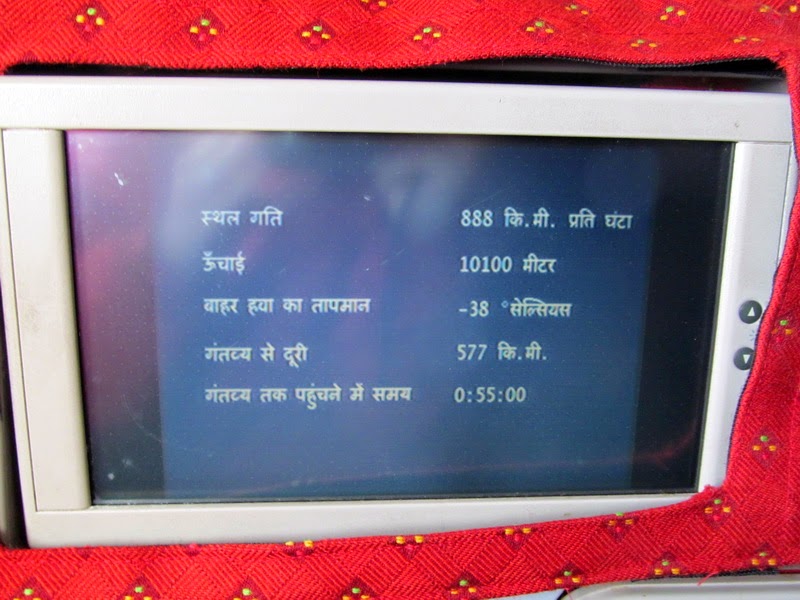 स्थल गति 888 कि.मी. प्रति घंटा
ऊँचाई 10100 मीटर
बाहर हवा का तापमान -38 °सेल्सियस
गंतव्य से दूरी 577 कि.मी.
गंतव्य तक पहुंचने में समय 0:55:00